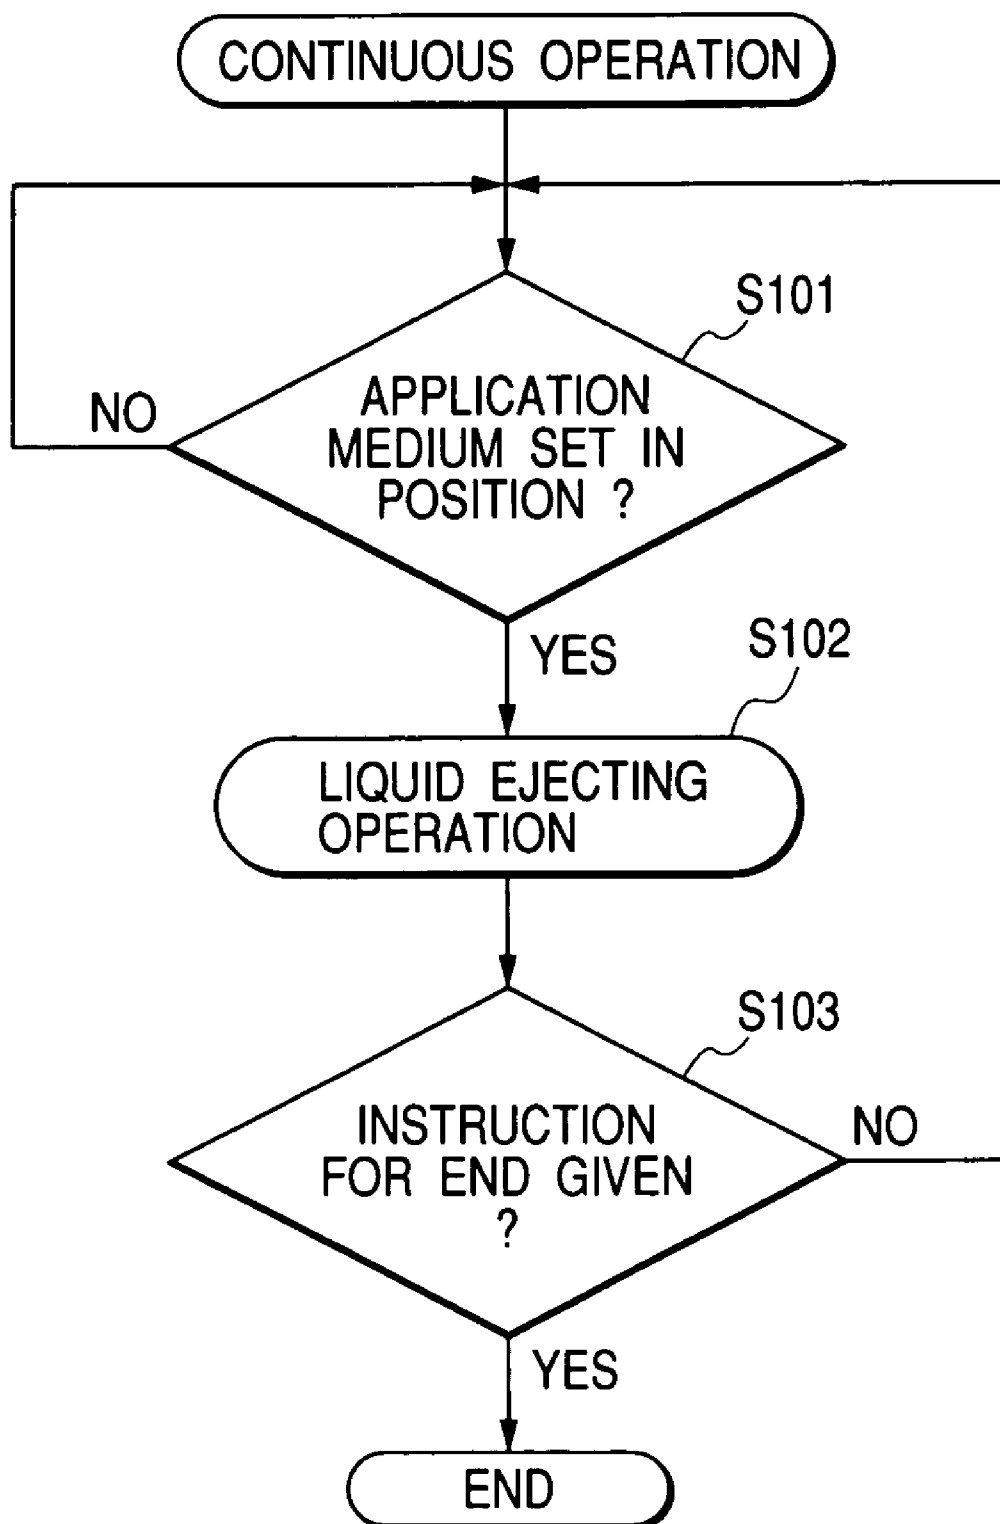 CONTINUOUS OPERATION
S101
APPLICATION
MEDIUM SET IN
POSITION ?
NO
YES
S102
LIQUID EJECTING
OPERATION
S103
INSTRUCTION
FOR END GIVEN
?
NO
YES
END